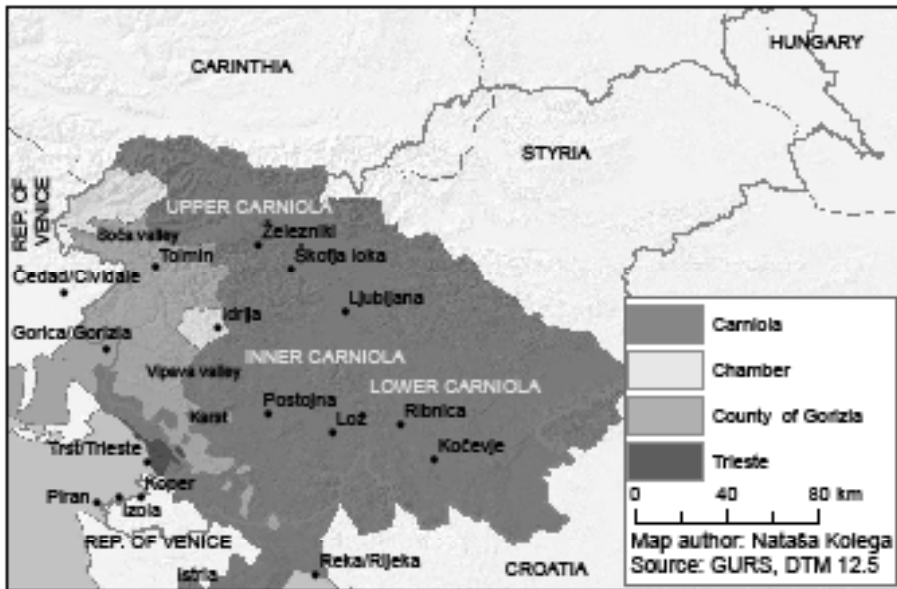 HUNGARY
CARINTHIA
STYRIA
REP. OF
VENICE
UPPER CARNIOLA
Soča valley
Železniki
Tolmin
Škofja loka
Čedad/Cividale
Ljubljana
Idrija
Gorica/Gorizia
INNER CARNIOLA
Vipava valley
LOWER CARNIOLA
Postojna
Karst
Ribnica
Lož
Kočevje
Trst/Trieste
Koper
Piran
Izola
REP. OF VENICE
Istria
Reka/Rijeka
CROATIA
Carniola
Chamber
County of Gorizia
Trieste
0 40 80 km
Map author: Nataša Kolega
Source: GURS, DTM 12.5